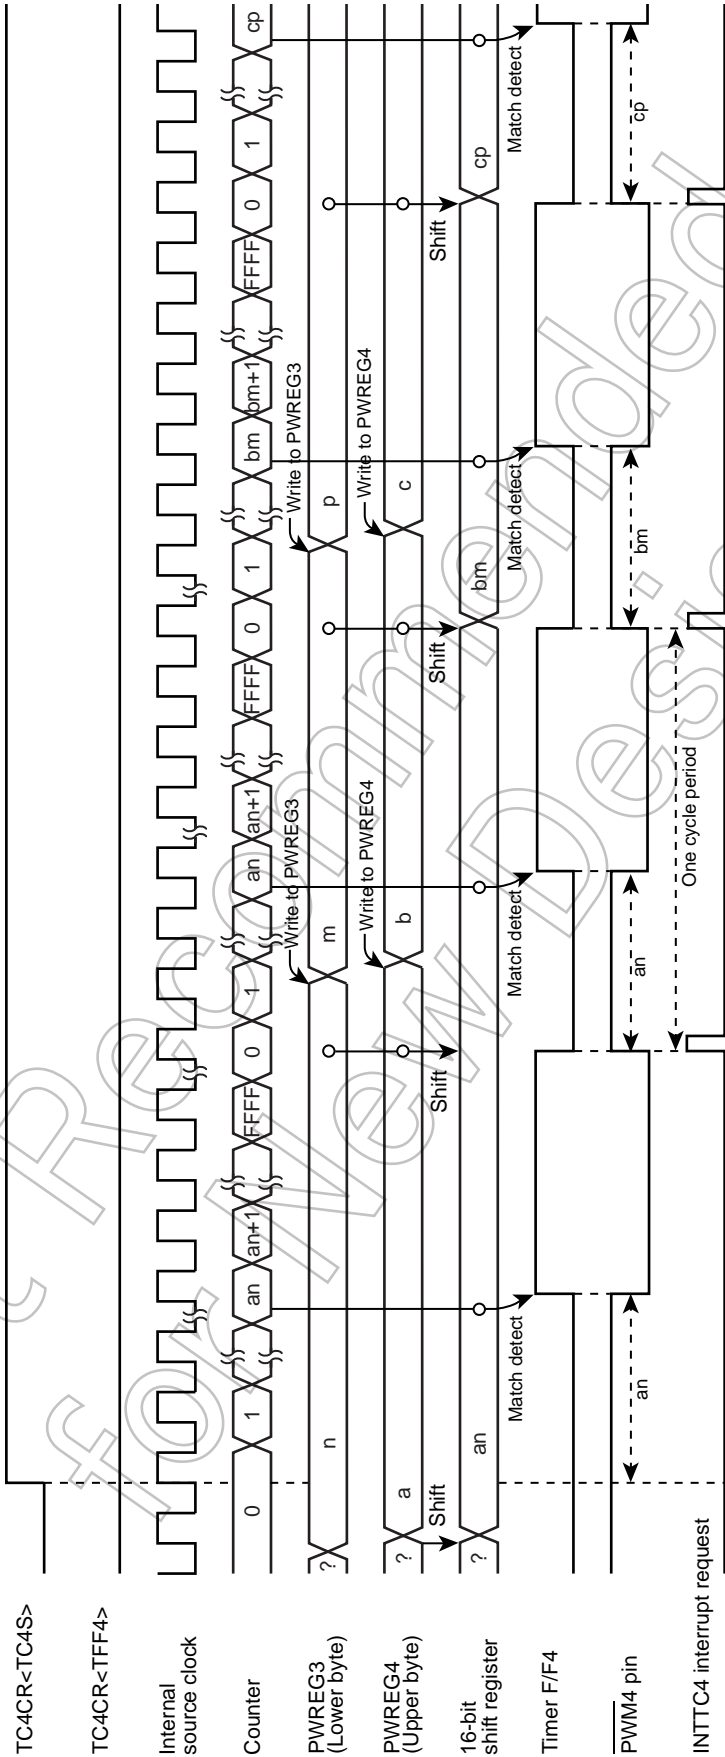 TC4CR<TC4S>
TC4CR<TFF4>
Internal
source clock
Counter
0 1 an an+1 FFFF 0 1 an an+1 FFFF 0 1 bm bm+1 FFFF 0 1 cp
Write to PWREG3
Write to PWREG3
PWREG3
(Lower byte)
? n m p
Write to PWREG4
Write to PWREG4
PWREG4
(Upper byte)
? a b c
Shift Shift Shift Shift
16-bit
shift register
? an bm cp
Match detect Match detect Match detect Match detect
Timer F/F4
PWM4 pin
an an bm cp
One cycle period
INTTC4 interrupt request
Recommended
for New